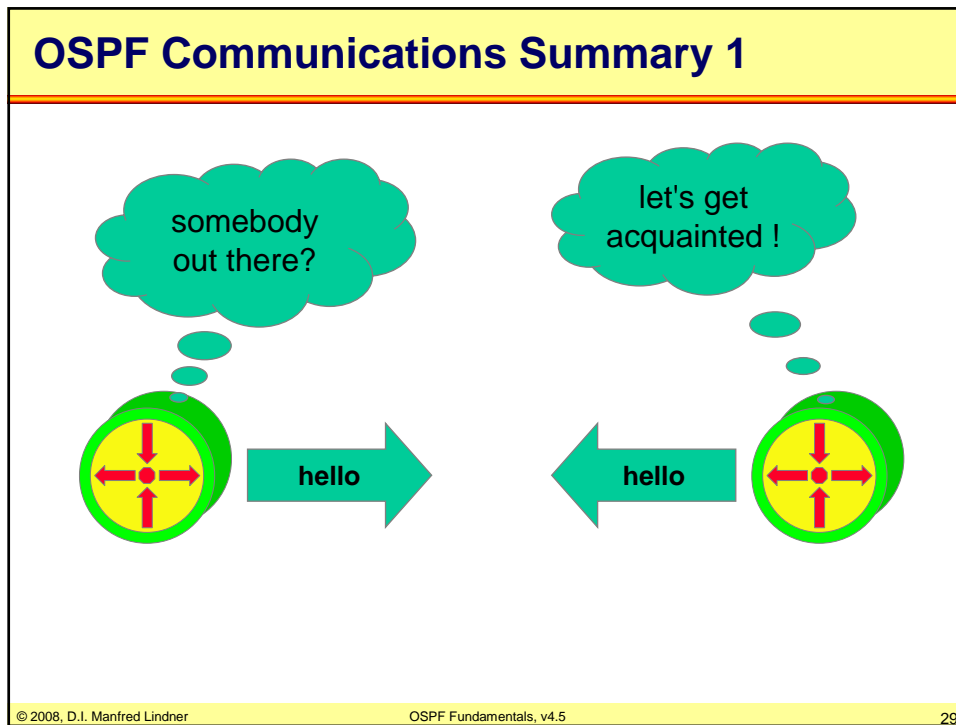 OSPF Communications Summary 1
somebody
out there?
let's get
acquainted !
hello
hello
© 2008, D.I. Manfred Lindner
OSPF Fundamentals, v4.5
29